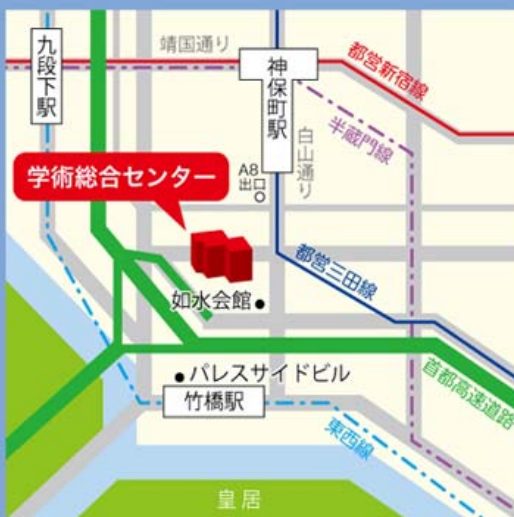 九段下駅
靖国通り
神保町駅
都営新宿線
半蔵門線
白山通り
A8
出口
学術総合センター
都営三田線
如水会館
首都高速道路
パレスサイドビル
竹橋駅
東西線
皇居